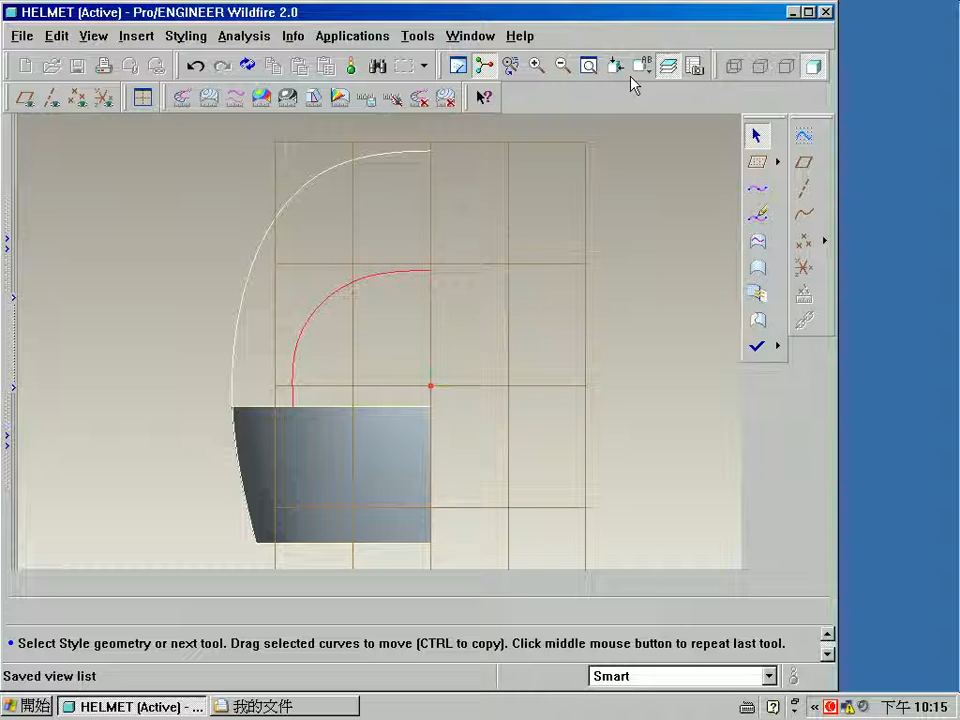 HELMET (Active) - Pro/ENGINEER Wildfire 2.0
File Edit View Insert Styling Analysis Info Applications Tools Window Help
• Select Style geometry or next tool. Drag selected curves to move (CTRL to copy). Click middle mouse button to repeat last tool.
Saved view list
Smart
開始
HELMET (Active) - ...
我的文件
下午 10:15